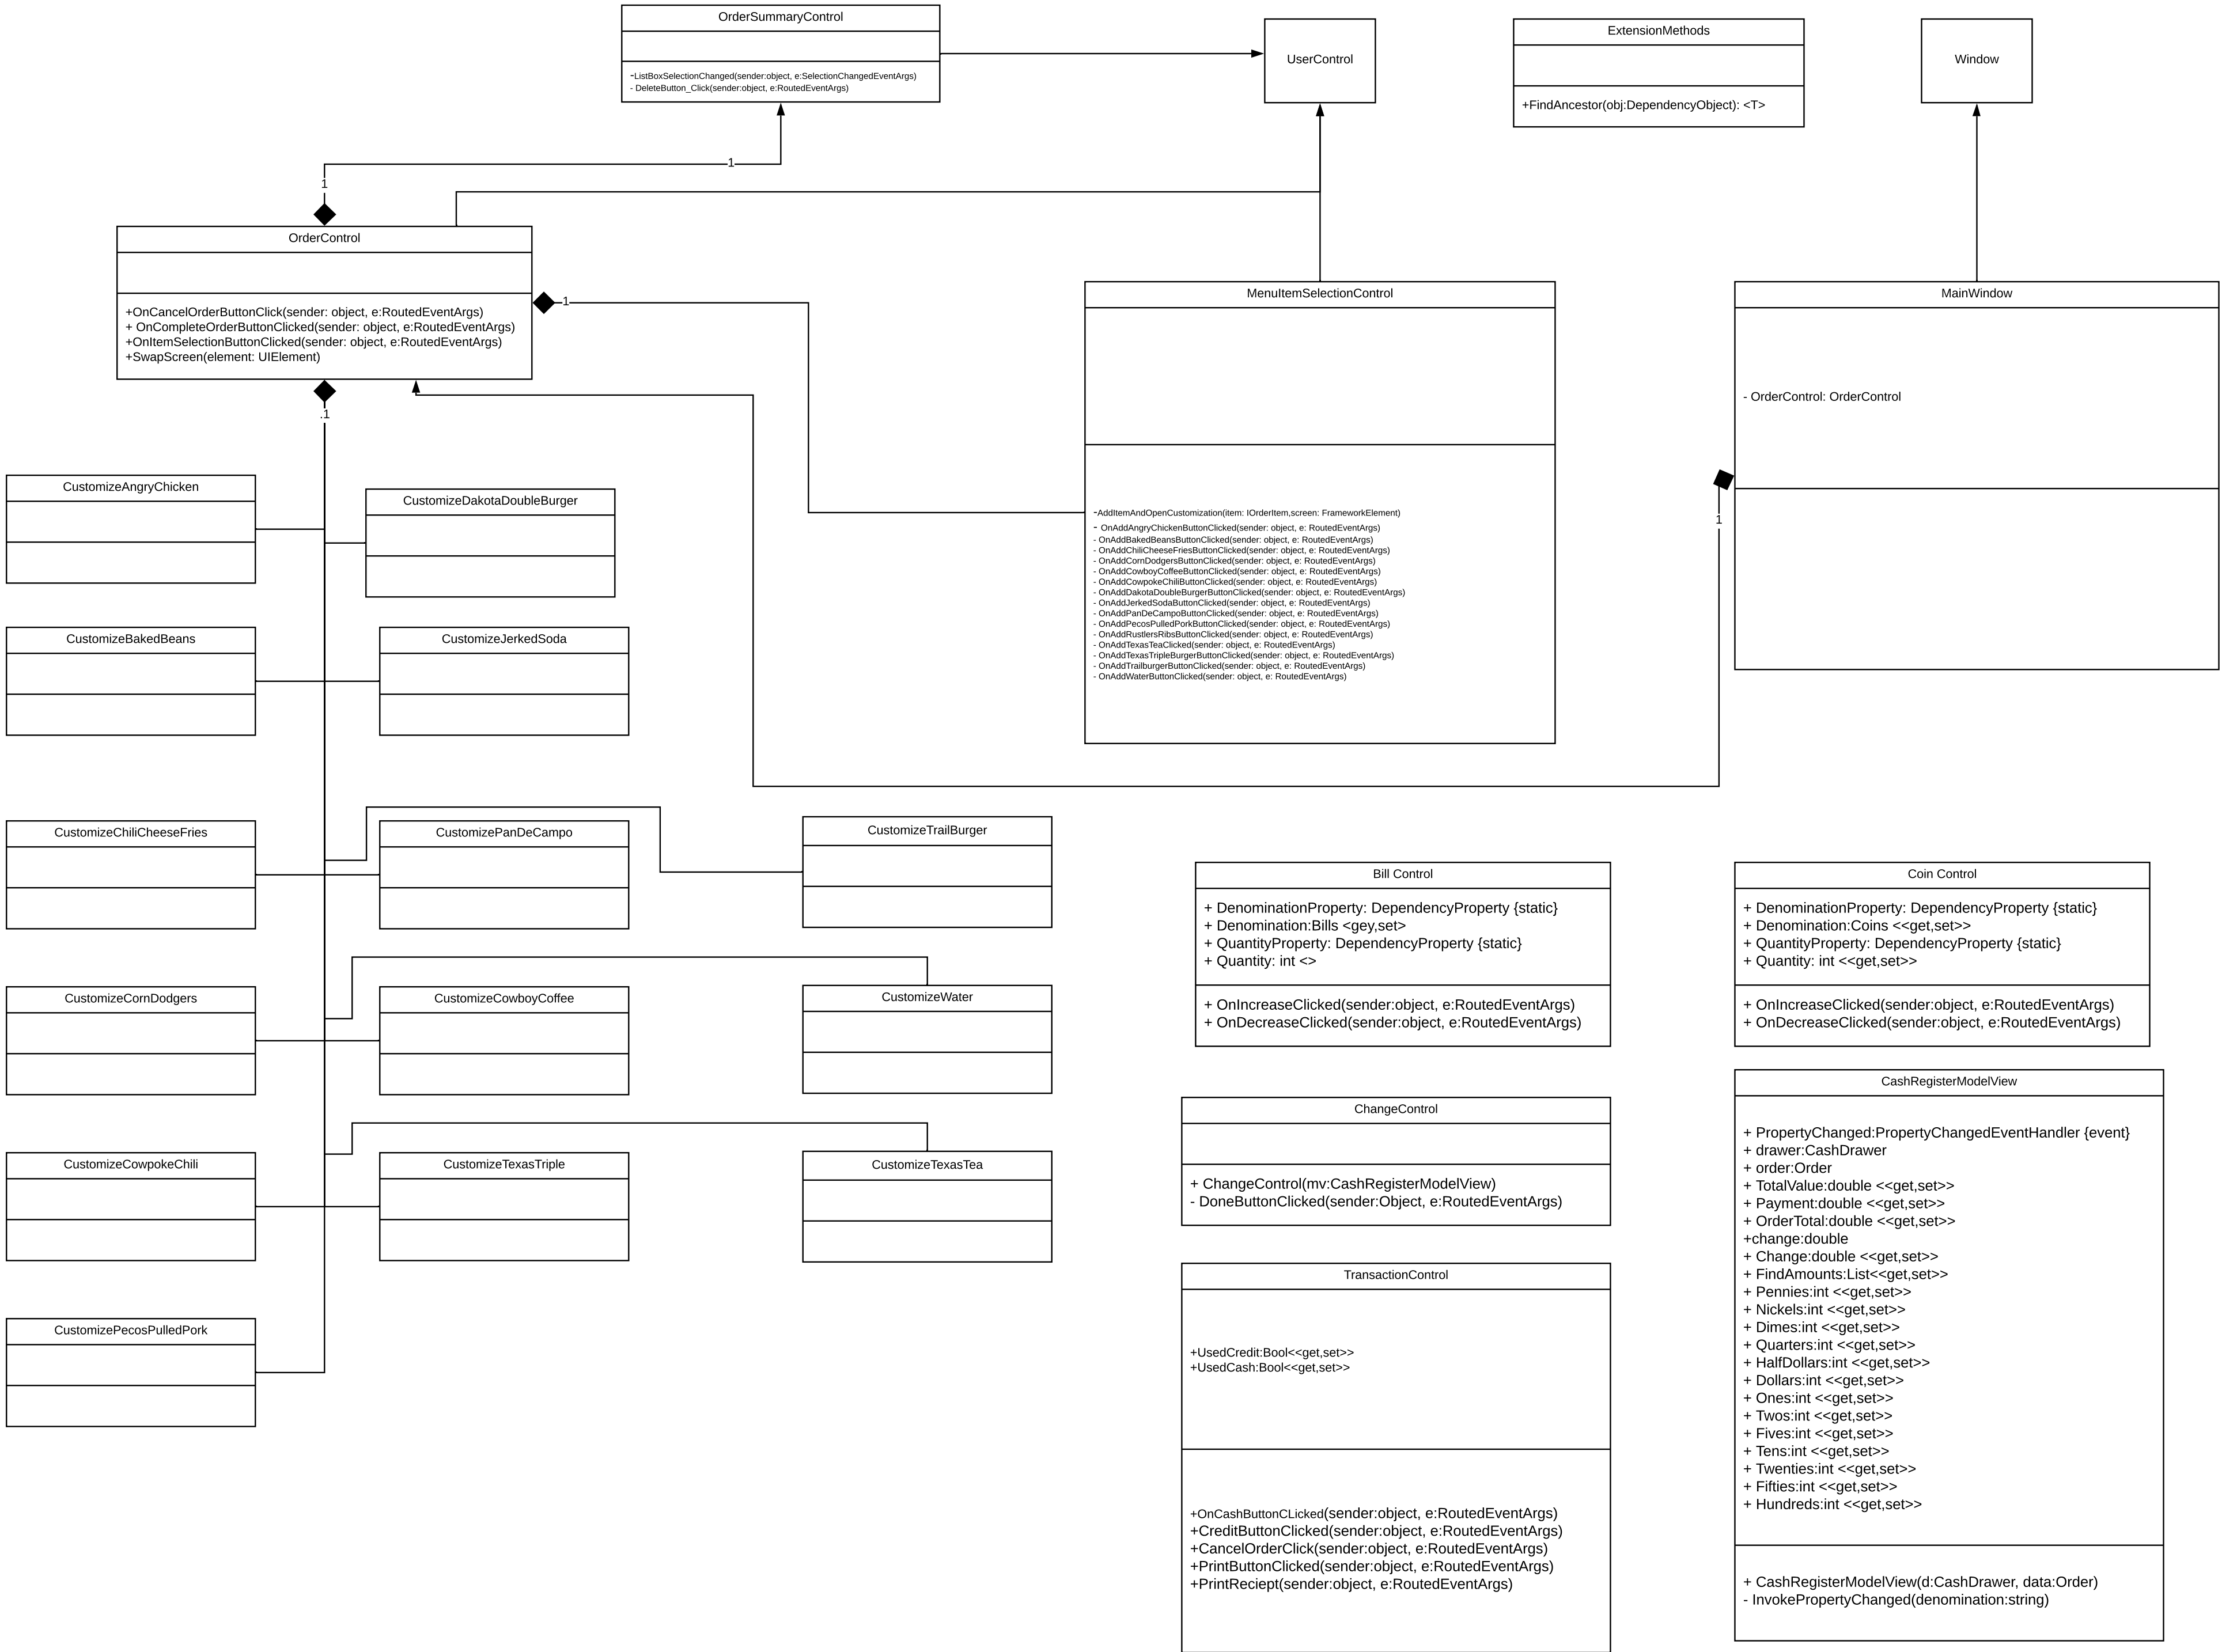 OrderSummaryControl
-ListBoxSelectionChanged(sender:object, e:SelectionChangedEventArgs)
- DeleteButton_Click(sender:object, e:RoutedEventArgs)
UserControl
ExtensionMethods
+FindAncestor(obj:DependencyObject): <T>
Window
1
1
OrderControl
+OnCancelOrderButtonClick(sender: object, e:RoutedEventArgs)
+ OnCompleteOrderButtonClicked(sender: object, e:RoutedEventArgs)
+OnItemSelectionButtonClicked(sender: object, e:RoutedEventArgs)
+SwapScreen(element: UIElement)
1
.1
MenuItemSelectionControl
-AddItemAndOpenCustomization(item: IOrderItem,screen: FrameworkElement)
- OnAddAngryChickenButtonClicked(sender: object, e: RoutedEventArgs)
- OnAddBakedBeansButtonClicked(sender: object, e: RoutedEventArgs)
- OnAddChiliCheeseFriesButtonClicked(sender: object, e: RoutedEventArgs)
- OnAddCornDodgersButtonClicked(sender: object, e: RoutedEventArgs)
- OnAddCowboyCoffeeButtonClicked(sender: object, e: RoutedEventArgs)
- OnAddCowpokeChiliButtonClicked(sender: object, e: RoutedEventArgs)
- OnAddDakotaDoubleBurgerButtonClicked(sender: object, e: RoutedEventArgs)
- OnAddJerkedSodaButtonClicked(sender: object, e: RoutedEventArgs)
- OnAddPanDeCampoButtonClicked(sender: object, e: RoutedEventArgs)
- OnAddPecosPulledPorkButtonClicked(sender: object, e: RoutedEventArgs)
- OnAddRustlersRibsButtonClicked(sender: object, e: RoutedEventArgs)
- OnAddTexasTeaClicked(sender: object, e: RoutedEventArgs)
- OnAddTexasTripleBurgerButtonClicked(sender: object, e: RoutedEventArgs)
- OnAddTrailburgerButtonClicked(sender: object, e: RoutedEventArgs)
- OnAddWaterButtonClicked(sender: object, e: RoutedEventArgs)
MainWindow
- OrderControl: OrderControl
1
CustomizeAngryChicken
CustomizeDakotaDoubleBurger
CustomizeBakedBeans
CustomizeJerkedSoda
CustomizeChiliCheeseFries
CustomizePanDeCampo
CustomizeTrailBurger
CustomizeCornDodgers
CustomizeCowboyCoffee
CustomizeWater
CustomizeCowpokeChili
CustomizeTexasTriple
CustomizeTexasTea
CustomizePecosPulledPork
Bill Control
+ DenominationProperty: DependencyProperty {static}
+ Denomination:Bills <gey,set>
+ QuantityProperty: DependencyProperty {static}
+ Quantity: int <>
+ OnIncreaseClicked(sender:object, e:RoutedEventArgs)
+ OnDecreaseClicked(sender:object, e:RoutedEventArgs)
Coin Control
+ DenominationProperty: DependencyProperty {static}
+ Denomination:Coins <<get,set>>
+ QuantityProperty: DependencyProperty {static}
+ Quantity: int <<get,set>>
+ OnIncreaseClicked(sender:object, e:RoutedEventArgs)
+ OnDecreaseClicked(sender:object, e:RoutedEventArgs)
ChangeControl
+ ChangeControl(mv:CashRegisterModelView)
- DoneButtonClicked(sender:Object, e:RoutedEventArgs)
TransactionControl
+UsedCredit:Bool<<get,set>>
+UsedCash:Bool<<get,set>>
+OnCashButtonCLicked(sender:object, e:RoutedEventArgs)
+CreditButtonClicked(sender:object, e:RoutedEventArgs)
+CancelOrderClick(sender:object, e:RoutedEventArgs)
+PrintButtonClicked(sender:object, e:RoutedEventArgs)
+PrintReciept(sender:object, e:RoutedEventArgs)
CashRegisterModelView
+ PropertyChanged:PropertyChangedEventHandler {event}
+ drawer:CashDrawer
+ order:Order
+ TotalValue:double <<get,set>>
+ Payment:double <<get,set>>
+ OrderTotal:double <<get,set>>
+change:double
+ Change:double <<get,set>>
+ FindAmounts:List<<get,set>>
+ Pennies:int <<get,set>>
+ Nickels:int <<get,set>>
+ Dimes:int <<get,set>>
+ Quarters:int <<get,set>>
+ HalfDollars:int <<get,set>>
+ Dollars:int <<get,set>>
+ Ones:int <<get,set>>
+ Twos:int <<get,set>>
+ Fives:int <<get,set>>
+ Tens:int <<get,set>>
+ Twenties:int <<get,set>>
+ Fifties:int <<get,set>>
+ Hundreds:int <<get,set>>
+ CashRegisterModelView(d:CashDrawer, data:Order)
- InvokePropertyChanged(denomination:string)